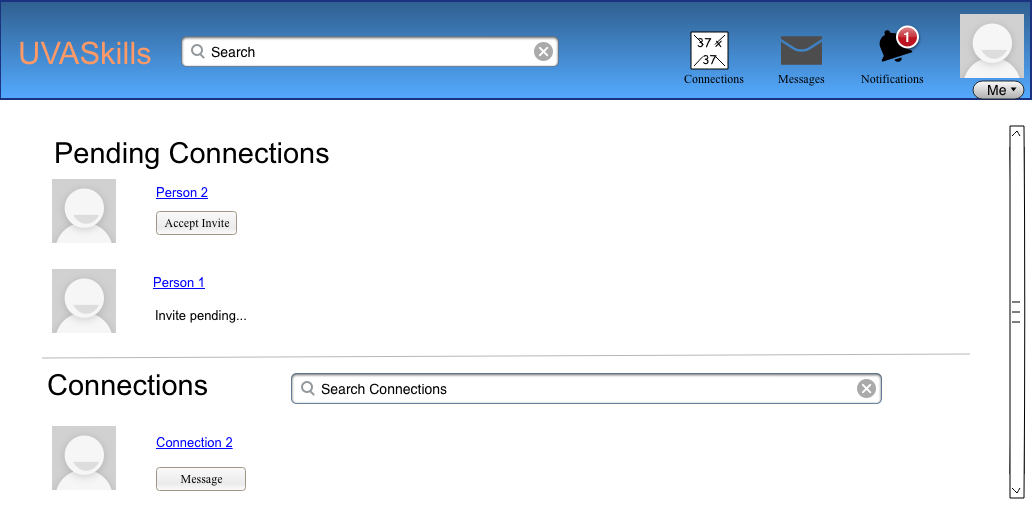 UVASkills
Search
37 x
37
Connections
Messages
1
Notifications
Me
Pending Connections
Person 2
Accept Invite
Person 1
Invite pending...
Connections
Search Connections
Connection 2
Message